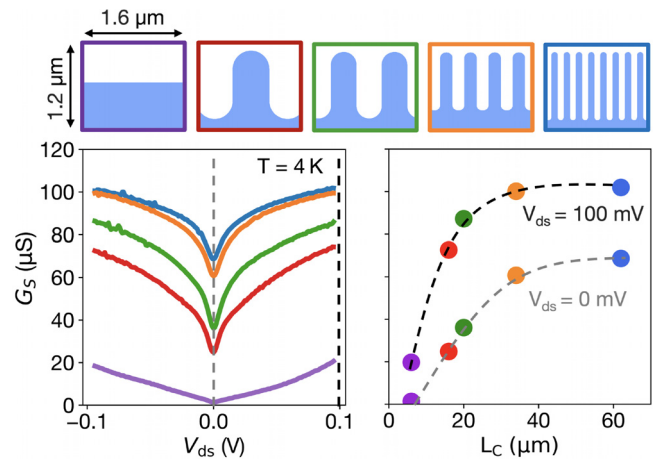 1.6 µm
1.2 µm
T = 4 K
G_S (µS)
120
100
80
60
40
20
0
−0.1
0.0
0.1
V_ds (V)
V_ds = 100 mV
V_ds = 0 mV
0
20
40
60
L_C (µm)